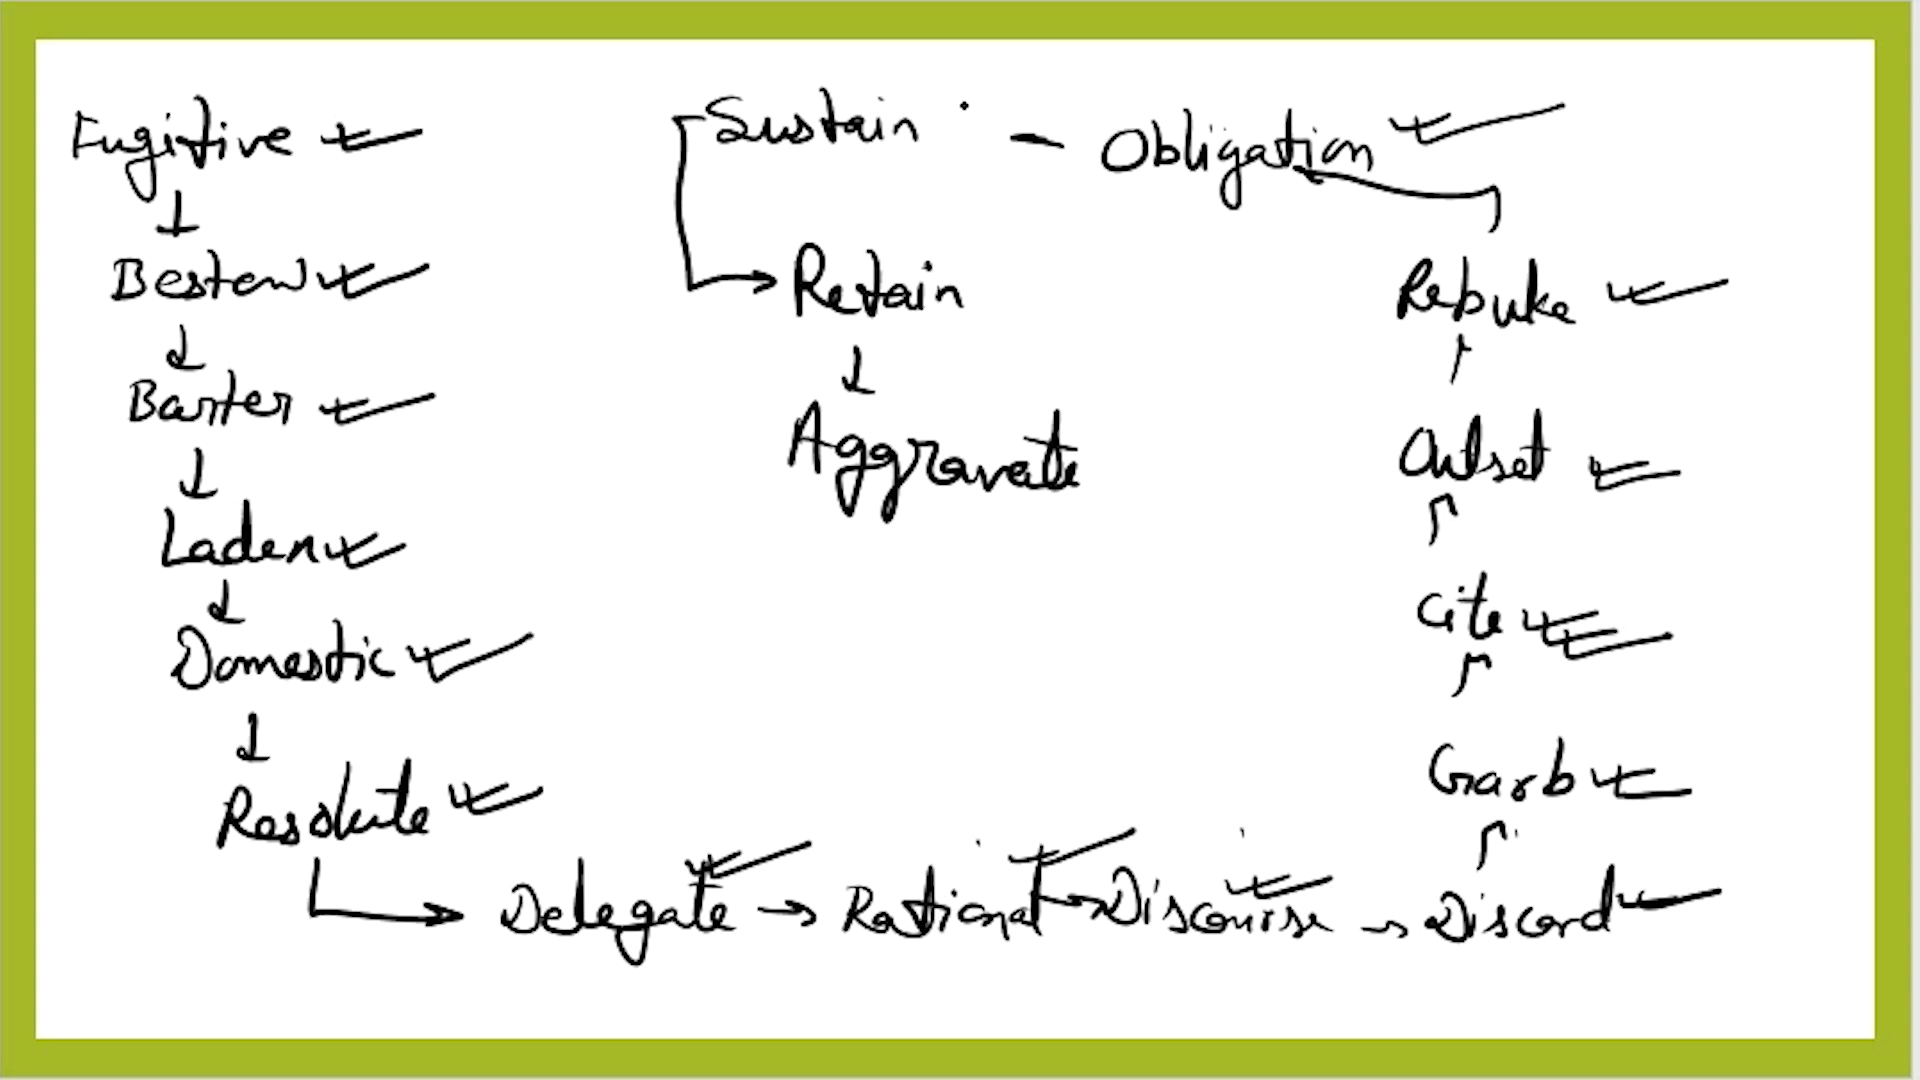 Fugitive
Bestow
Barter
Laden
Domestic
Resolute
Delegate → Rational → Discourse → Discord
Garb
Cite
Outset
Rebuke
Sustain - Obligation
Retain
Aggravate